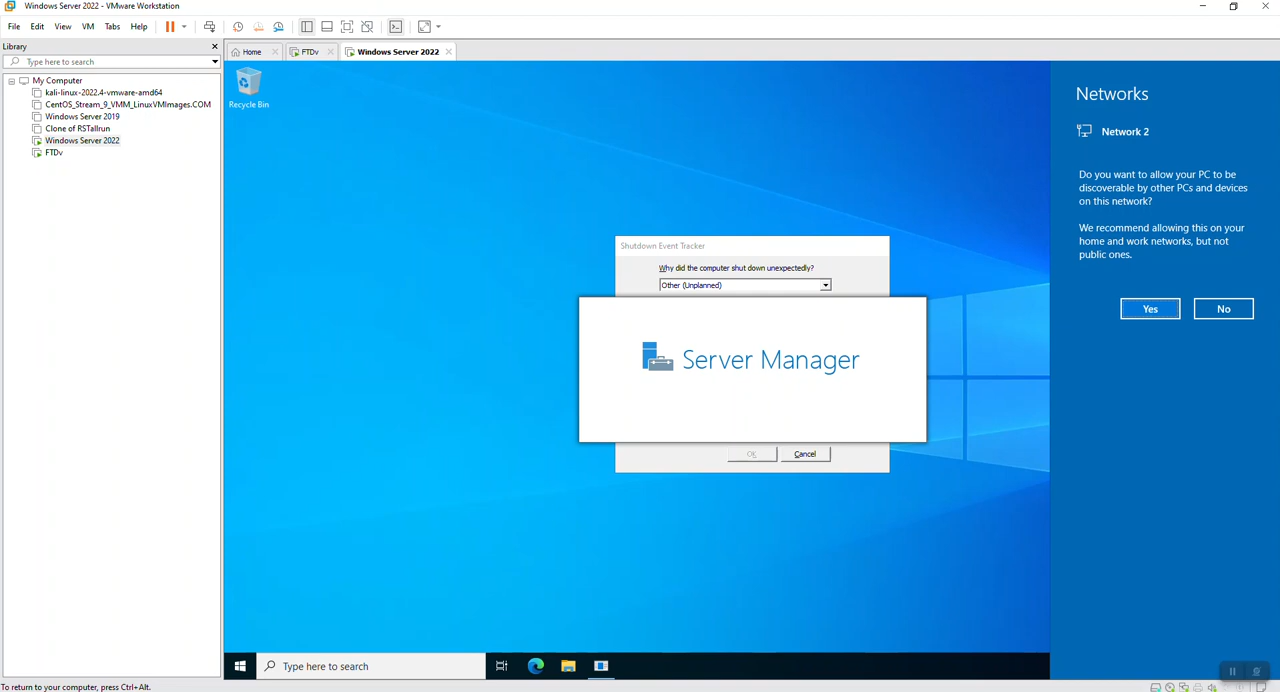 Windows Server 2022 - VMware Workstation
File Edit View VM Tabs Help
Library
Type here to search
My Computer
kali-linux-2022.4-vmware-amd64
CentOS_Stream_9_VMM_LinuxVMImages.COM
Windows Server 2019
Clone of RSTallrun
Windows Server 2022
FTDv
Home FTDv Windows Server 2022
Recycle Bin
Shutdown Event Tracker
Why did the computer shut down unexpectedly?
Other (Unplanned)
Server Manager
OK Cancel
Networks
Network 2
Do you want to allow your PC to be
discoverable by other PCs and devices
on this network?
We recommend allowing this on your
home and work networks, but not
public ones.
Yes No
Type here to search
To return to your computer, press Ctrl+Alt.